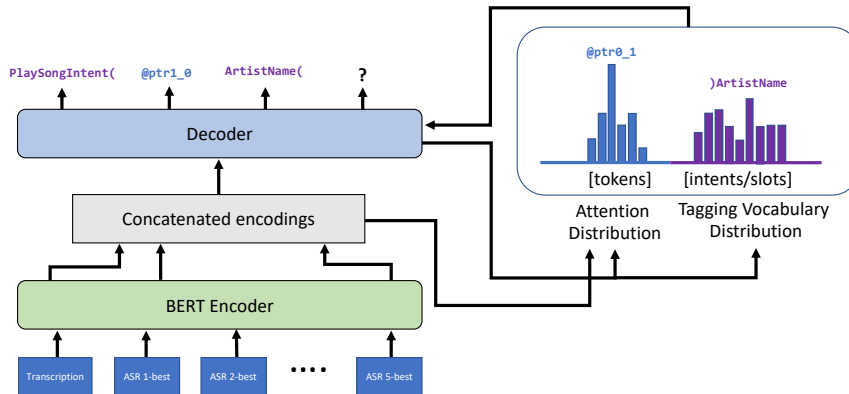 @ptr0_1
PlaySongIntent(
@ptr1_0
ArtistName(
?
)ArtistName
Decoder
[tokens]
[intents/slots]
Attention
Distribution
Tagging Vocabulary
Distribution
Concatenated encodings
BERT Encoder
Transcription
ASR 1-best
ASR 2-best
....
ASR 5-best